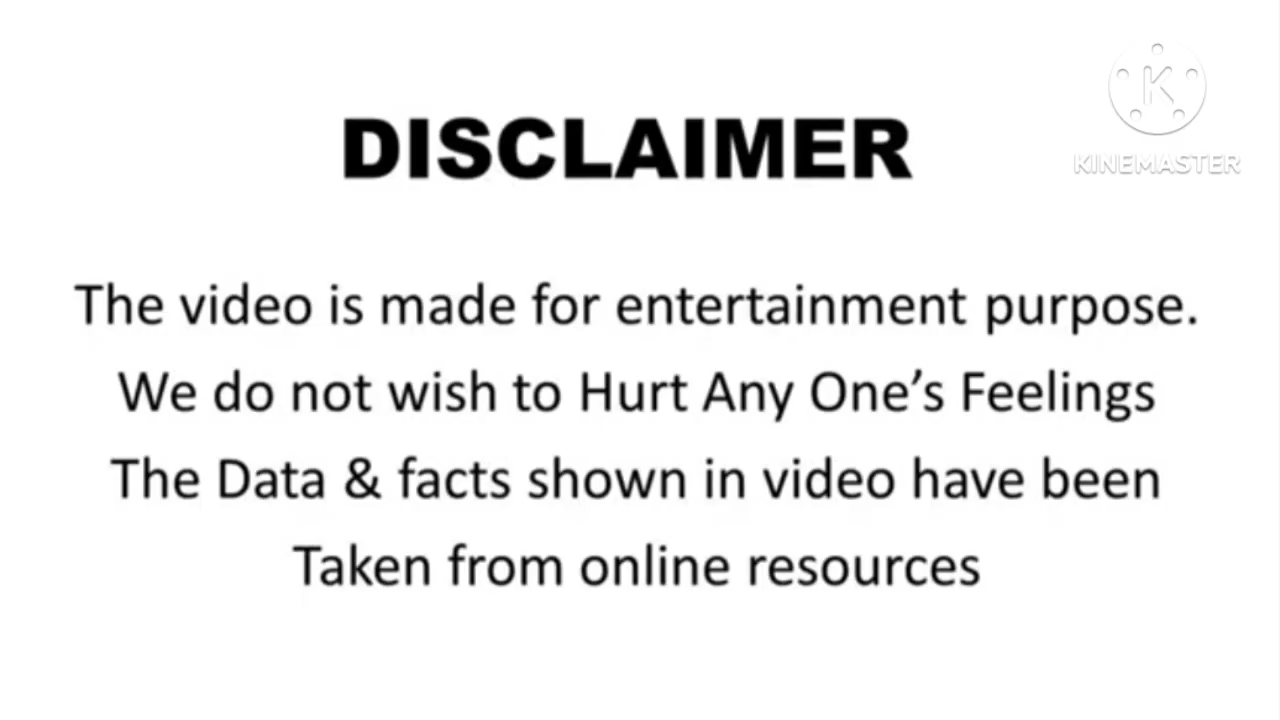 DISCLAIMER
K
KINEMASTER
The video is made for entertainment purpose.
We do not wish to Hurt Any One’s Feelings
The Data & facts shown in video have been
Taken from online resources